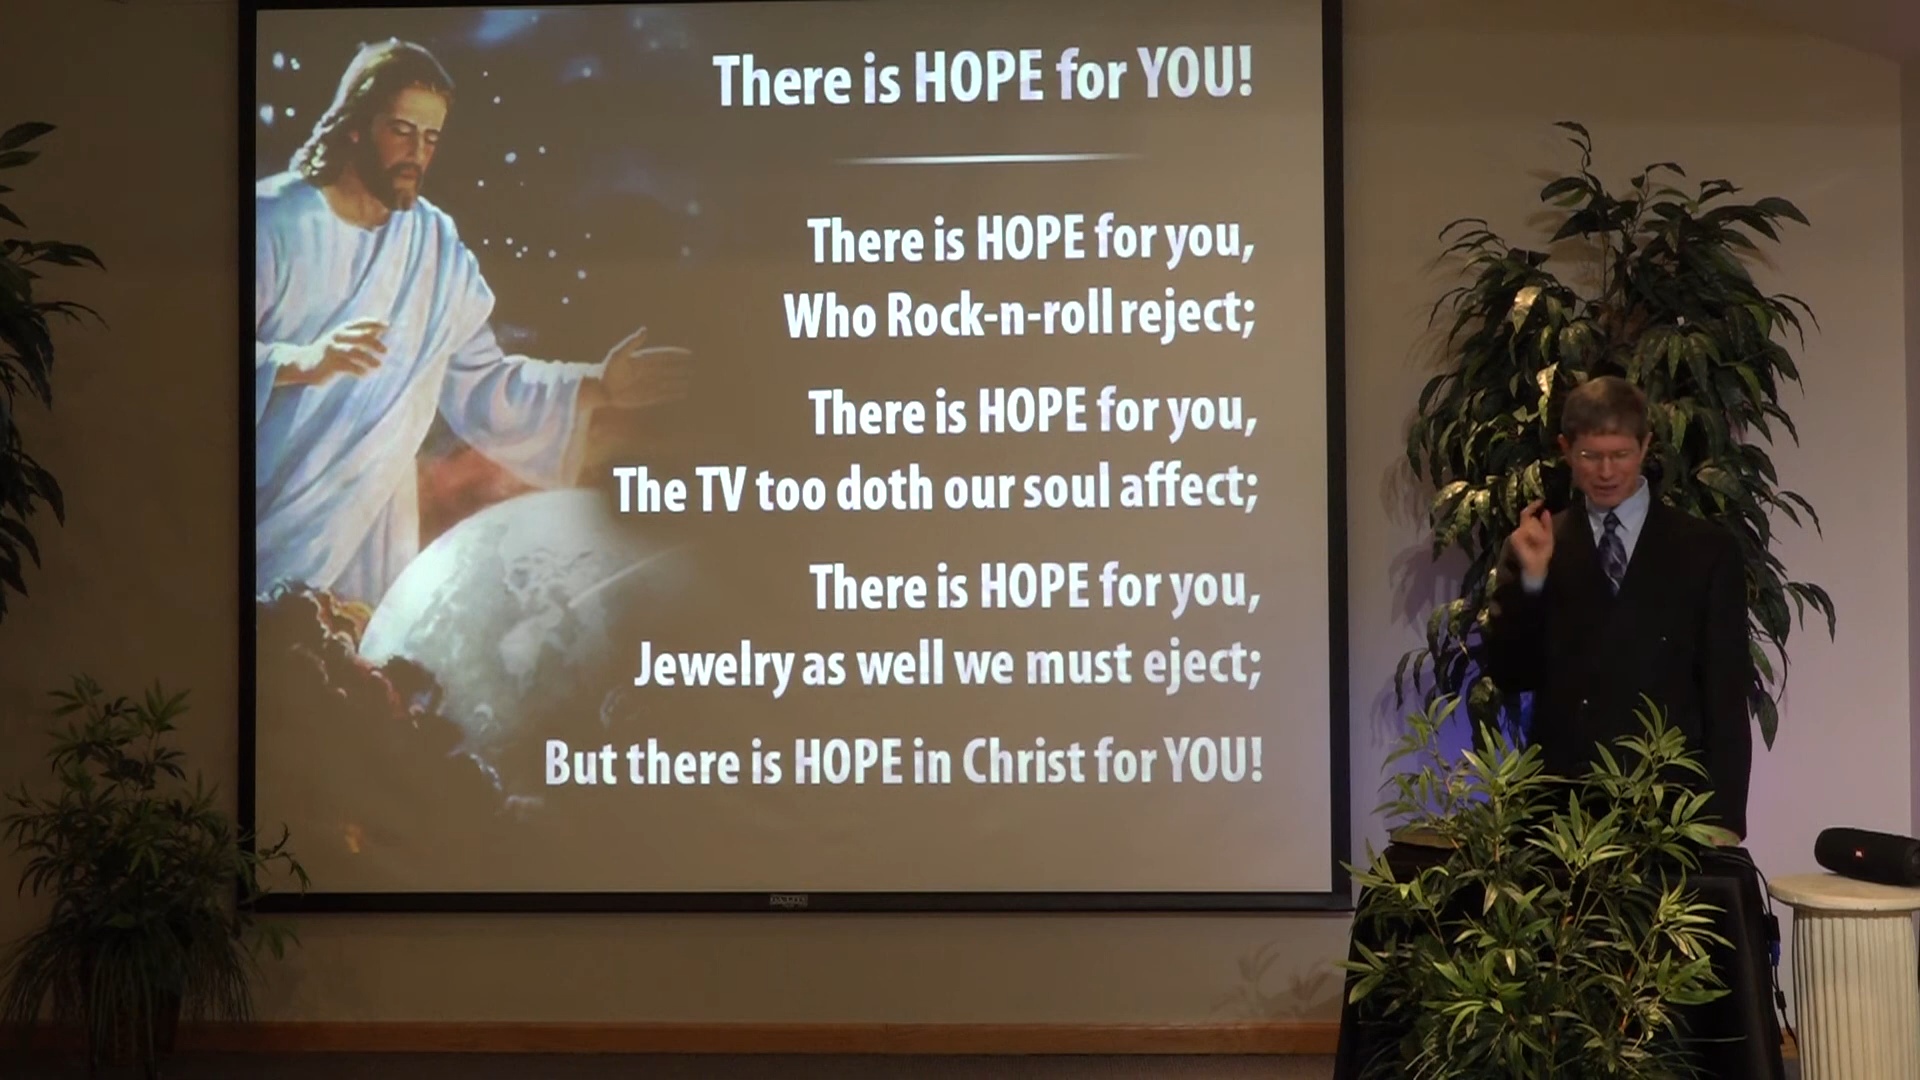 There is HOPE for YOU!
There is HOPE for you,
Who Rock-n-roll reject;
There is HOPE for you,
The TV too doth our soul affect;
There is HOPE for you,
Jewelry as well we must eject;
But there is HOPE in Christ for YOU!
JBL